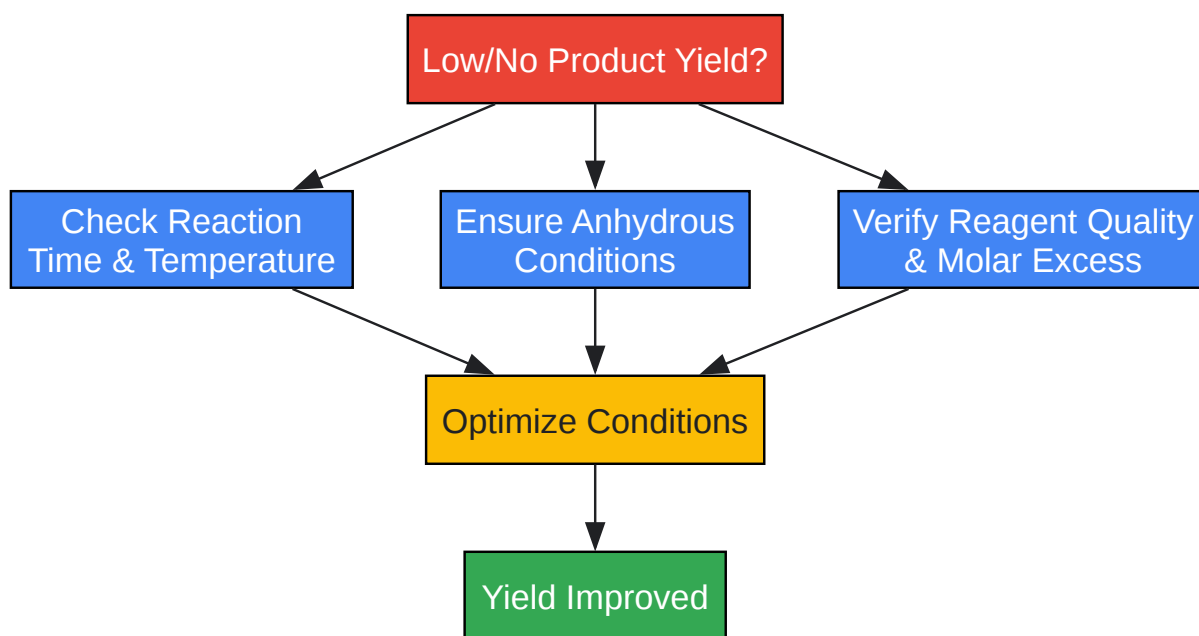 Low/No Product Yield?
Check Reaction
Time & Temperature
Ensure Anhydrous
Conditions
Verify Reagent Quality
& Molar Excess
Optimize Conditions
Yield Improved